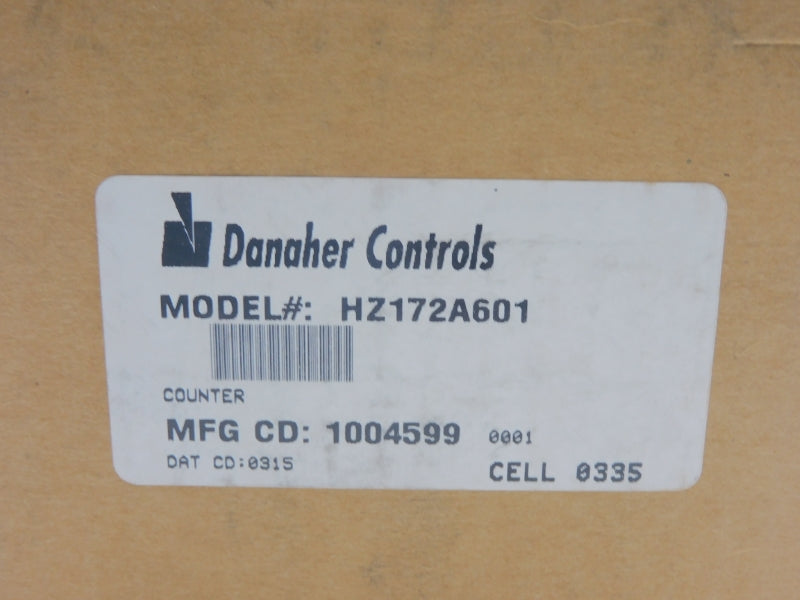 Danaher Controls
MODEL#: HZ172A601
COUNTER
MFG CD: 1004599 0001
DAT CD:0315
CELL 0335